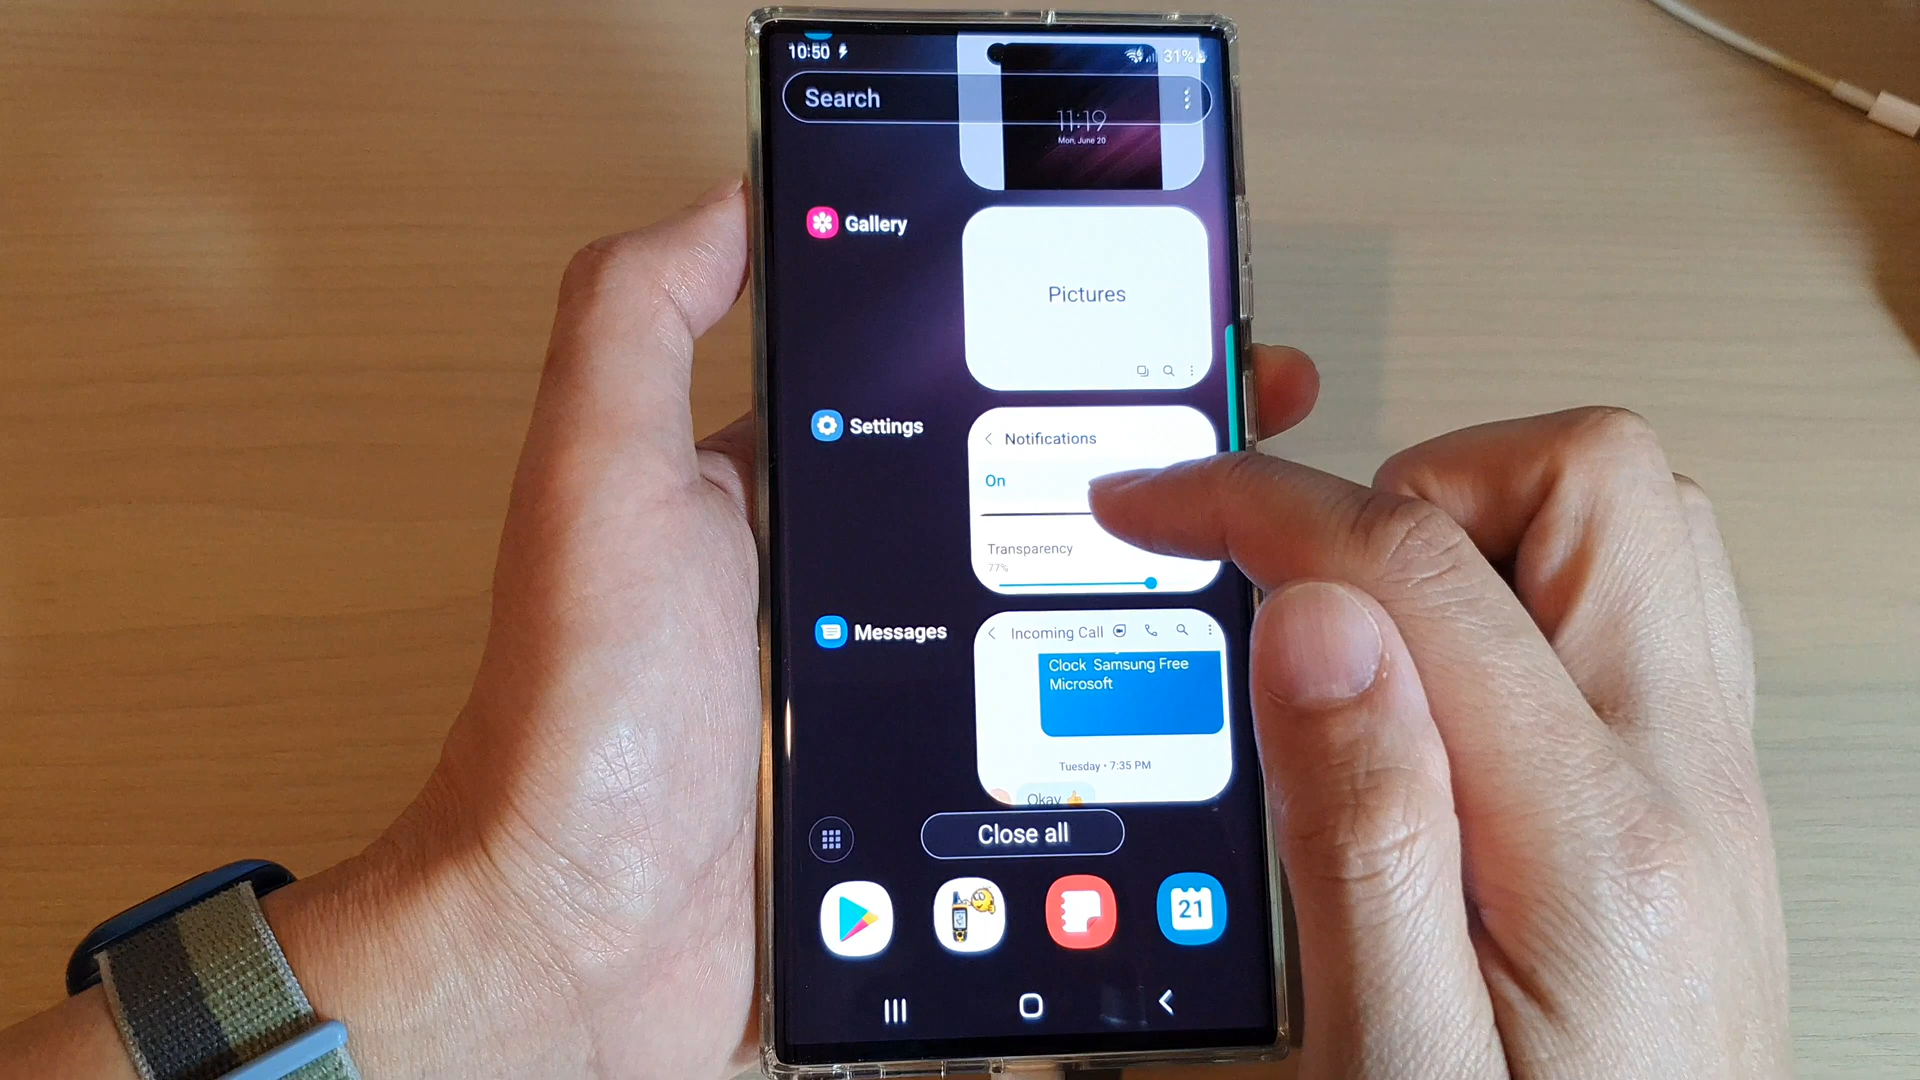 10:50
31%
Search
11:19
Mon, June 20
Gallery
Pictures
Settings
Notifications
On
Transparency
77%
Messages
Incoming Call
Clock Samsung Free
Microsoft
Tuesday • 7:35 PM
Okay 👍
Close all
21